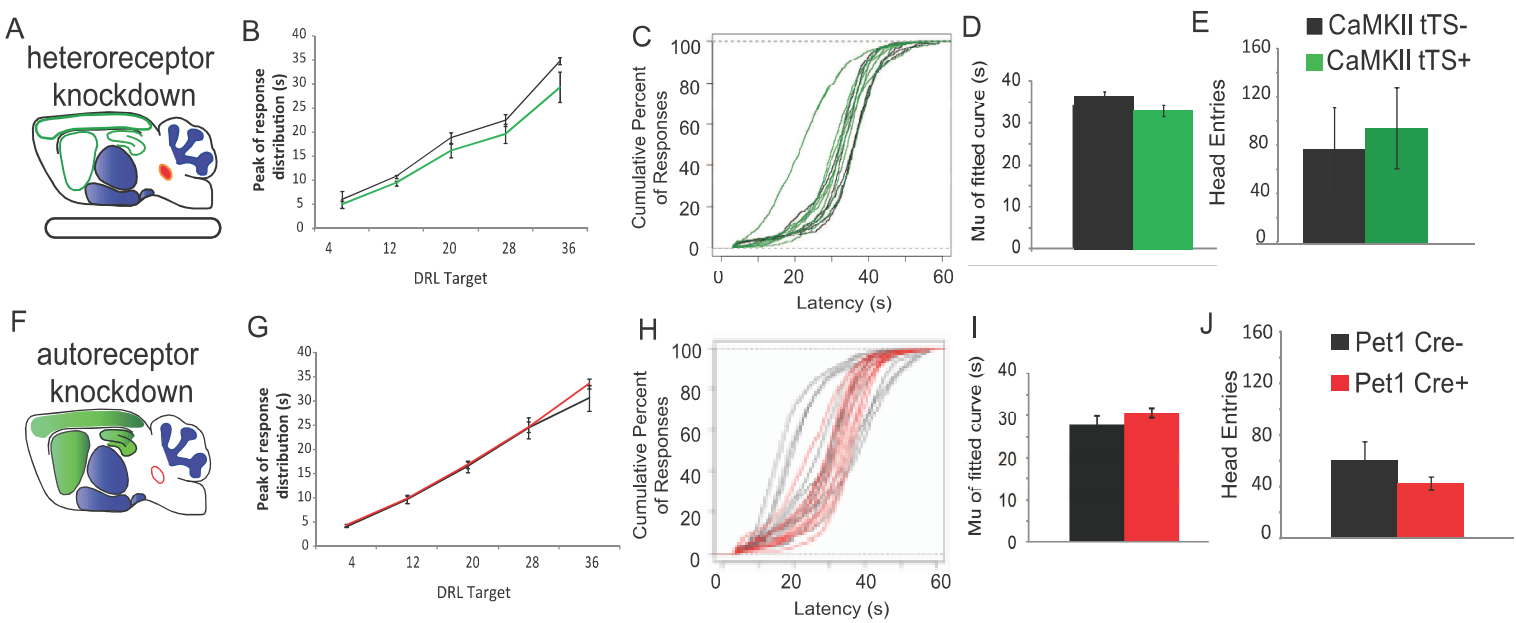 A
heteroreceptor
knockdown
B
Peak of response
distribution (s)
40
35
30
25
20
15
10
5
0
4 12 20 28 36
DRL Target
C
Cumulative Percent
of Responses
100
80
60
40
20
0
0 20 40 60
Latency (s)
D
Mu of fitted curve (s)
40
30
20
30
0
E
CaMKII tTS-
CaMKII tTS+
Head Entries
160
120
80
40
0
F
autoreceptor
knockdown
G
Peak of response
distribution (s)
40
35
30
25
20
15
10
5
0
4 12 20 28 36
DRL Target
H
Cumulative Percent
of Responses
100
80
60
40
20
0
0 20 40 60
Latency (s)
I
Mu of fitted curve (s)
40
30
20
30
0
J
Pet1 Cre-
Pet1 Cre+
Head Entries
160
120
80
40
0